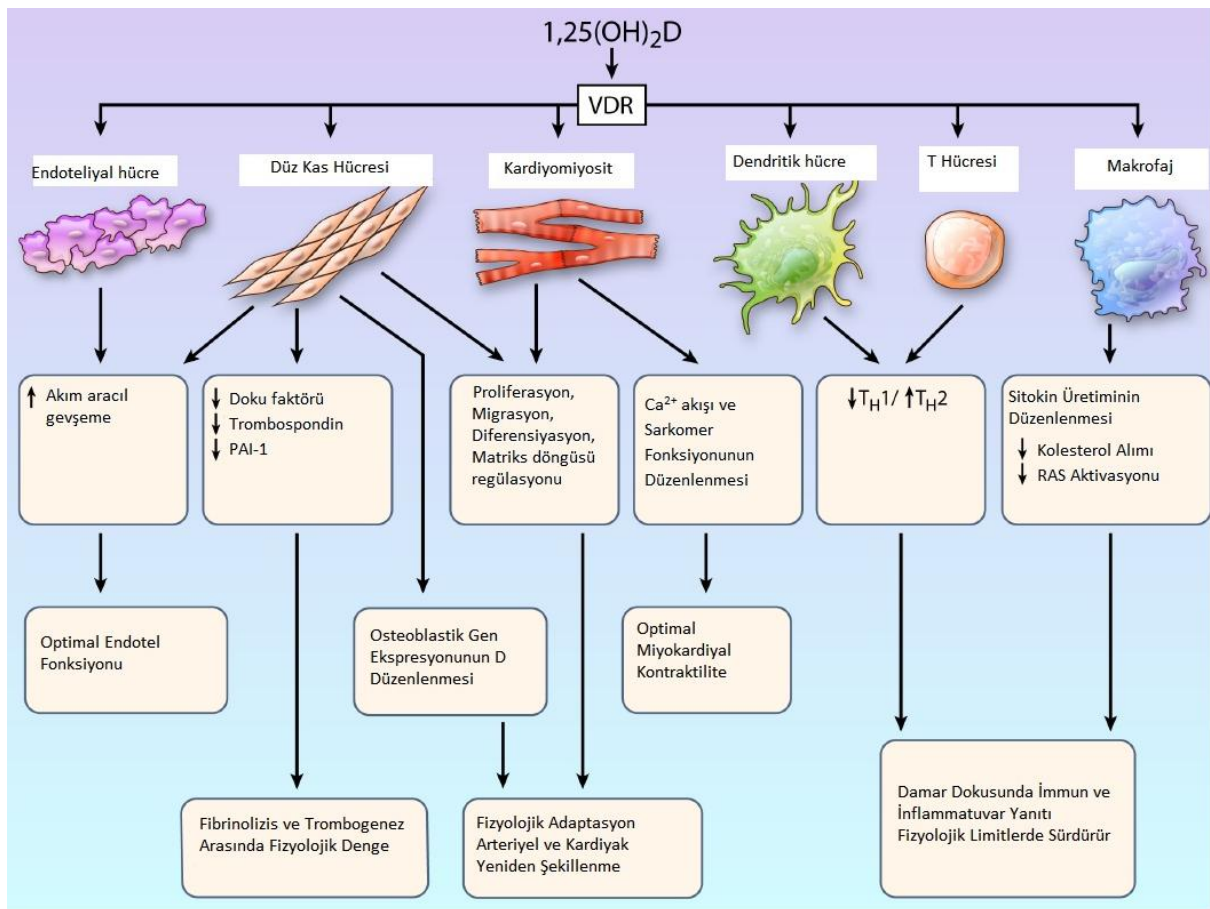 1,25(OH)₂D
VDR
Endoteliyal hücre
Düz Kas Hücresi
Kardiyomiyosit
Dendritik hücre
T Hücresi
Makrofaj
↑ Akım aracıl
gevşeme
↓ Doku faktörü
↓ Trombospondin
↓ PAI-1
Proliferasyon,
Migrasyon,
Diferensiyasyon,
Matriks döngüsü
regülasyonu
Ca²⁺ akışı ve
Sarkomer
Fonksiyonunun
Düzenlenmesi
↓T_H1/ ↑T_H2
Sitokin Üretiminin
Düzenlenmesi
↓ Kolesterol Alımı
↓ RAS Aktivasyonu
Optimal Endotel
Fonksiyonu
Osteoblastik Gen
Ekspresyonunun D
Düzenlenmesi
Optimal
Miyokardiyal
Kontraktilite
Fibrinolizis ve Trombogenez
Arasında Fizyolojik Denge
Fizyolojik Adaptasyon
Arteriyel ve Kardiyak
Yeniden Şekillenme
Damar Dokusunda İmmun ve
İnflammatuvar Yanıtı
Fizyolojik Limitlerde Sürdürür